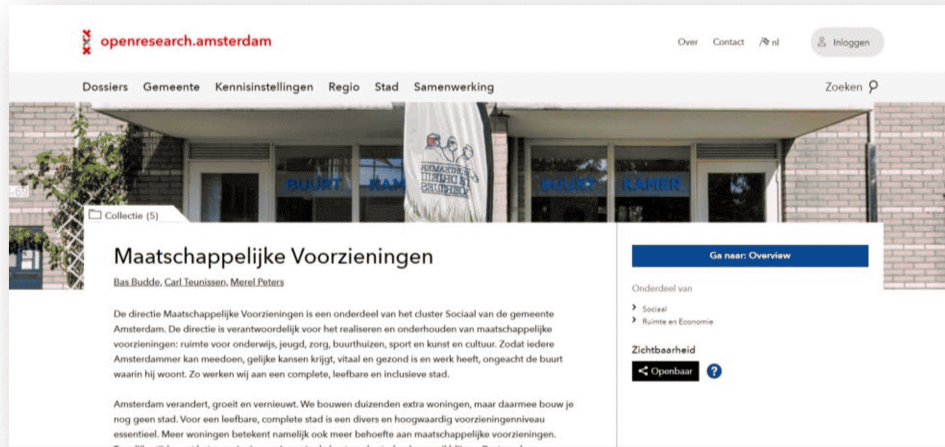 openresearch.amsterdam
Over Contact nl Inloggen
Dossiers Gemeente Kennisinstellingen Regio Stad Samenwerking Zoeken
BUURT KAMER BUURT KAMER
Collectie (5)
Maatschappelijke Voorzieningen
Bas Budde, Carl Teunissen, Merel Peters
De directie Maatschappelijke Voorzieningen is een onderdeel van het cluster Sociaal van de gemeente
Amsterdam. De directie is verantwoordelijk voor het realiseren en onderhouden van maatschappelijke
voorzieningen: ruimte voor onderwijs, jeugd, zorg, buurthuizen, sport en kunst en cultuur. Zodat iedere
Amsterdammer kan meedoen, gelijke kansen krijgt, vitaal en gezond is en werk heeft, ongeacht de buurt
waarin hij woont. Zo werken wij aan een complete, leefbare en inclusieve stad.
Amsterdam verandert, groeit en vernieuwt. We bouwen duizenden extra woningen, maar daarmee bouw je
nog geen stad. Voor een leefbare, complete stad is een divers en hoogwaardig voorzieningenniveau
essentieel. Meer woningen betekent namelijk ook meer behoefte aan maatschappelijke voorzieningen.
Ga naar: Overview
Onderdeel van
Sociaal
Ruimte en Economie
Zichtbaarheid
Openbaar ?